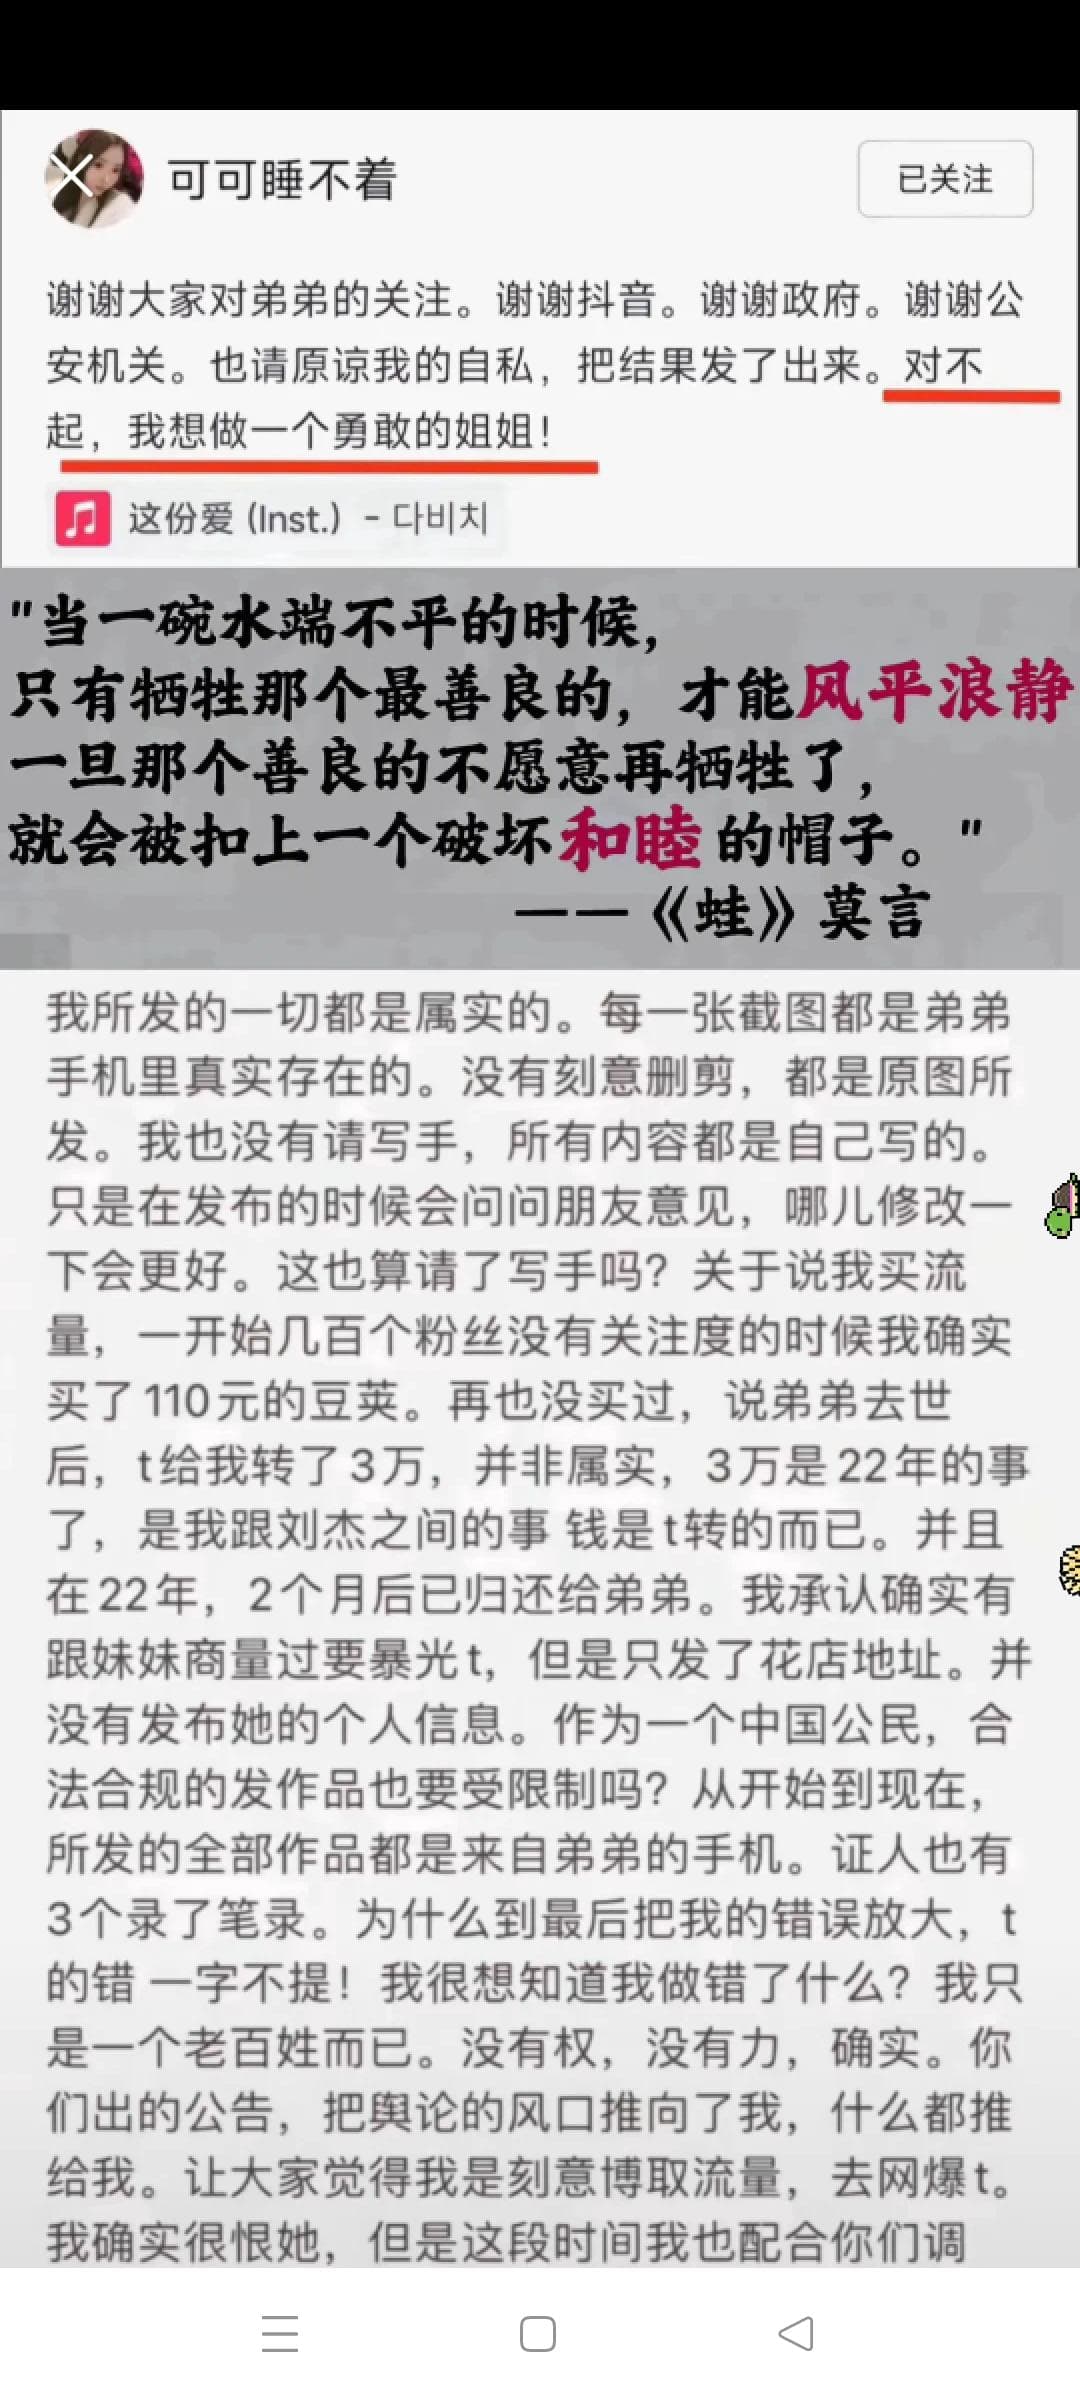 可可睡不着
已关注
谢谢大家对弟弟的关注。谢谢抖音。谢谢政府。谢谢公
安机关。也请原谅我的自私，把结果发了出来。对不
起，我想做一个勇敢的姐姐！
这份爱 (Inst.) - 다비치
"当一碗水端不平的时候，
只有牺牲那个最善良的，才能风平浪静
一旦那个善良的不愿意再牺牲了，
就会被扣上一个破坏和睦的帽子。"
——《蛙》莫言
我所发的一切都是属实的。每一张截图都是弟弟
手机里真实存在的。没有刻意删剪，都是原图所
发。我也没有请写手，所有内容都是自己写的。
只是在发布的时候会问问朋友意见，哪儿修改一
下会更好。这也算请了写手吗？关于说我买流
量，一开始几百个粉丝没有关注度的时候我确实
买了110元的豆荚。再也没买过，说弟弟去世
后，t给我转了3万，并非属实，3万是22年的事
了，是我跟刘杰之间的事 钱是t转的而已。并且
在22年，2个月后已归还给弟弟。我承认确实有
跟妹妹商量过要暴光t，但是只发了花店地址。并
没有发布她的个人信息。作为一个中国公民，合
法合规的发作品也要受限制吗？从开始到现在，
所发的全部作品都是来自弟弟的手机。证人也有
3个录了笔录。为什么到最后把我的错误放大，t
的错 一字不提！我很想知道我做错了什么？我只
是一个老百姓而已。没有权，没有力，确实。你
们出的公告，把舆论的风口推向了我，什么都推
给我。让大家觉得我是刻意博取流量，去网爆t。
我确实很恨她，但是这段时间我也配合你们调